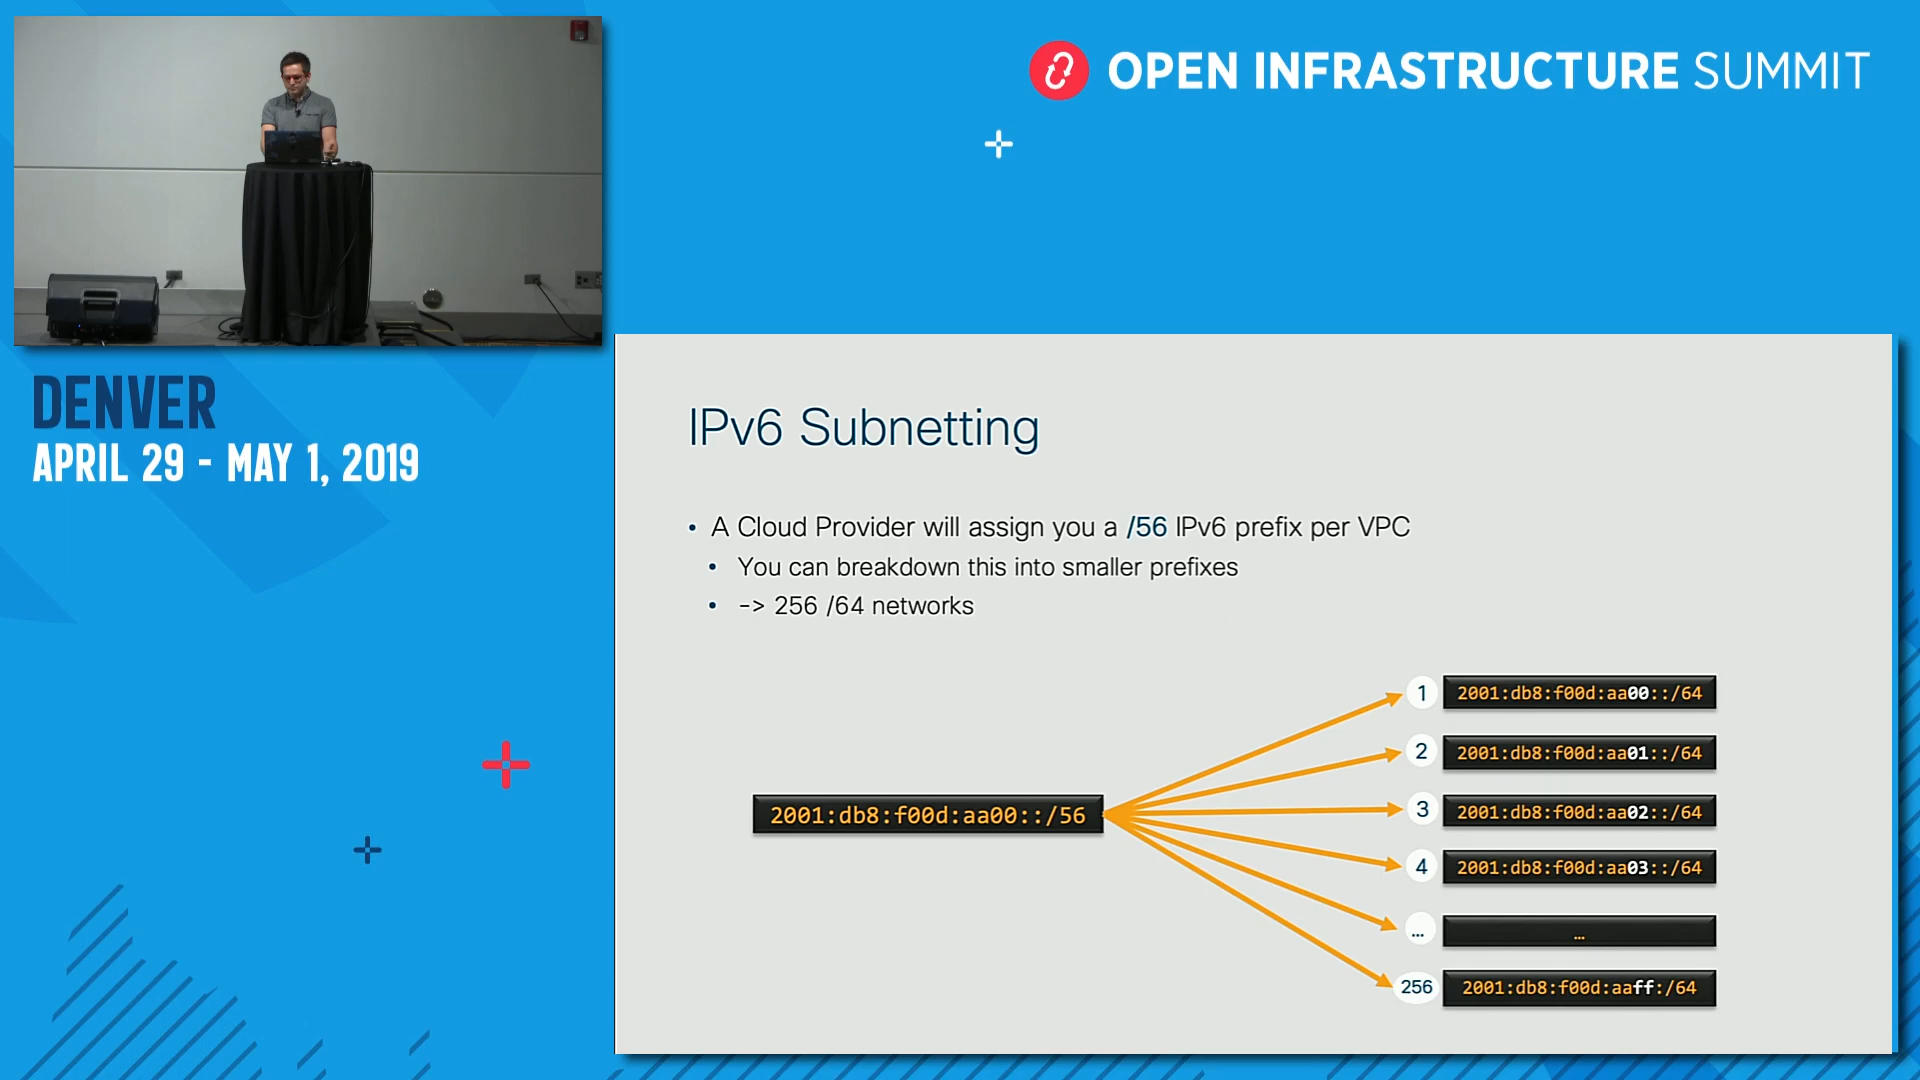 OPEN INFRASTRUCTURE SUMMIT
DENVER
APRIL 29 - MAY 1, 2019
IPv6 Subnetting
• A Cloud Provider will assign you a /56 IPv6 prefix per VPC
• You can breakdown this into smaller prefixes
• -> 256 /64 networks
2001:db8:f00d:aa00::/56
1 2001:db8:f00d:aa00::/64
2 2001:db8:f00d:aa01::/64
3 2001:db8:f00d:aa02::/64
4 2001:db8:f00d:aa03::/64
... ...
256 2001:db8:f00d:aaff:/64